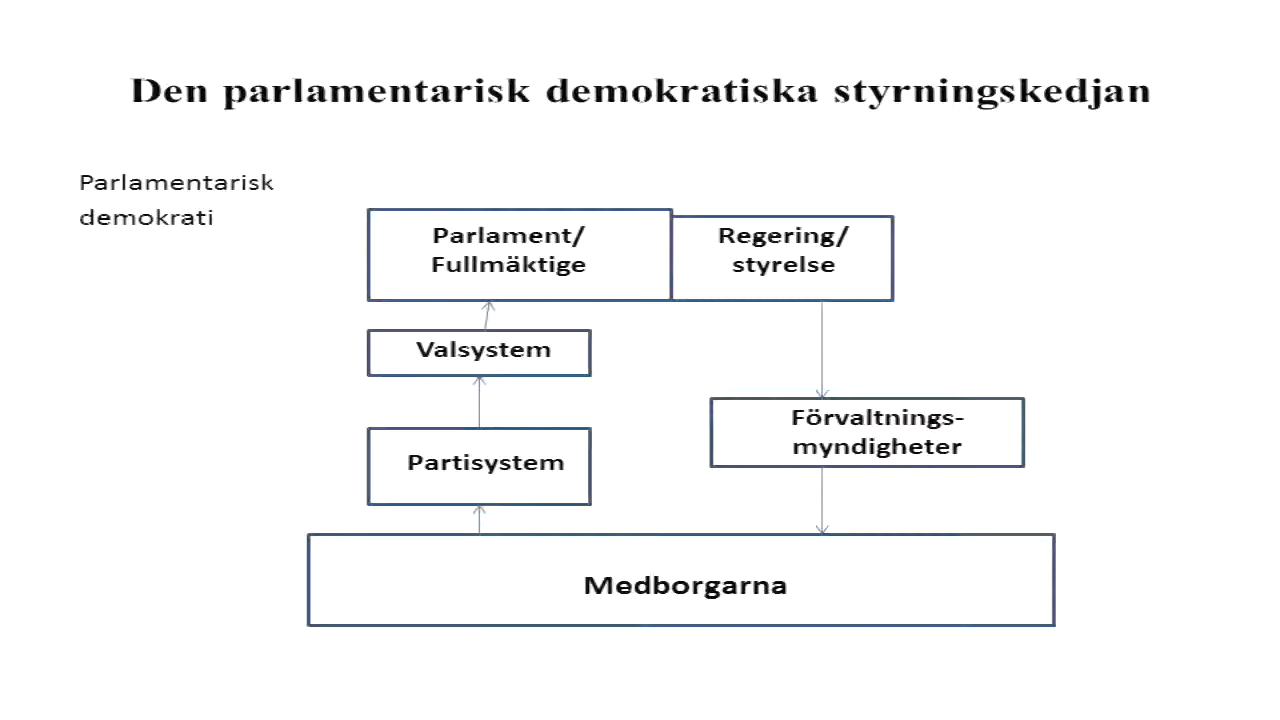 Den parlamentarisk demokratiska styrningskedjan
Parlamentarisk
demokrati
Parlament/
Fullmäktige
Regering/
styrelse
Valsystem
Förvaltnings-
myndigheter
Partisystem
Medborgarna